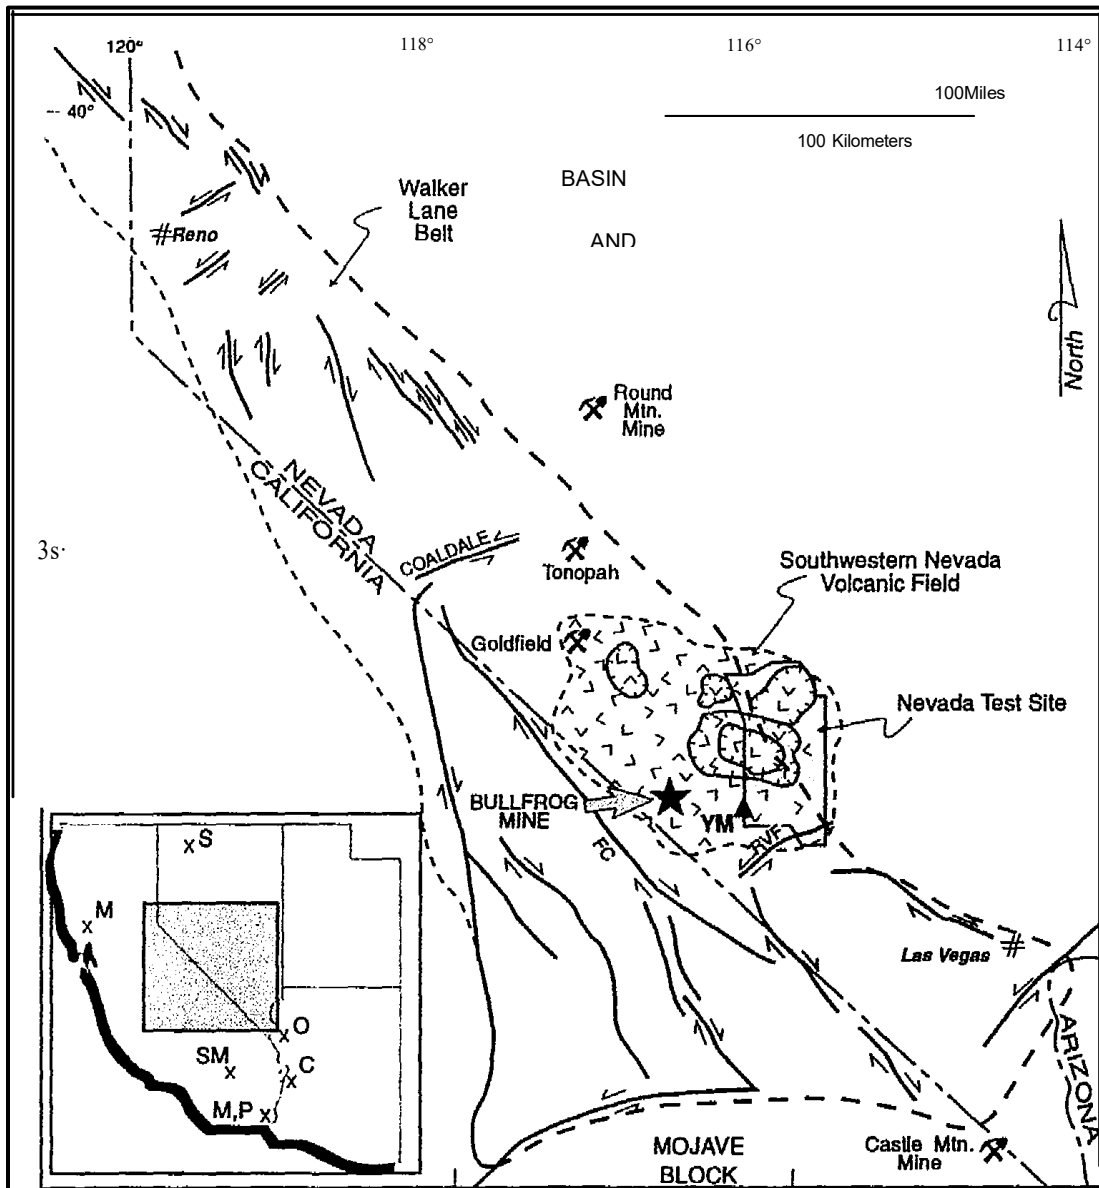 118°
116°
114°
120°
40°
100Miles
100 Kilometers
BASIN
AND
Walker
Lane
Belt
#Reno
North
Round
Mtn.
Mine
NEVADA
CALIFORNIA
3s·
COALDALE
Tonopah
Southwestern Nevada
Volcanic Field
Goldfield
Nevada Test Site
BULLFROG
MINE
YM
FC
RVF
Las Vegas #
ARIZONA
S
M
O
SM
C
M,P
MOJAVE
BLOCK
Castle Mtn.
Mine